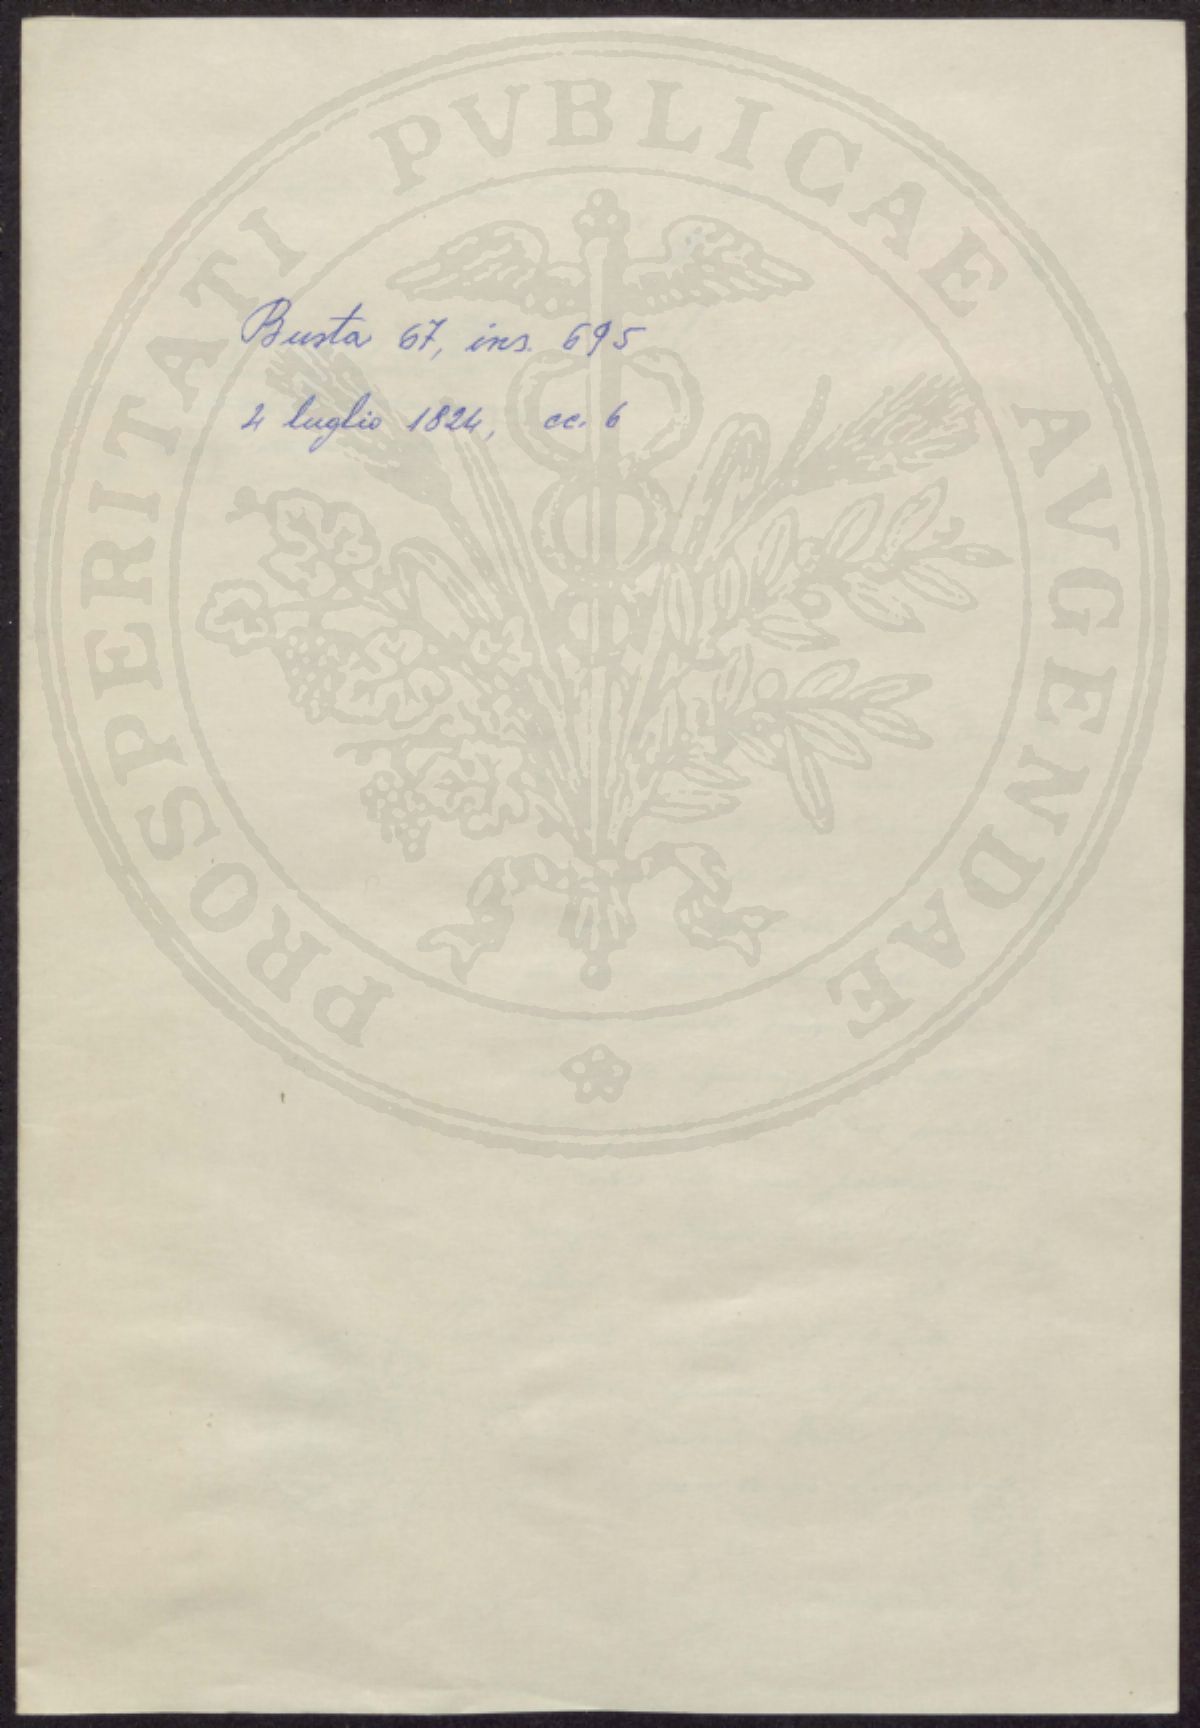 PROSPERITATI PVBLICAE AVGENDAE
Busta 67, ins. 695
4 luglio 1824, cc. 6